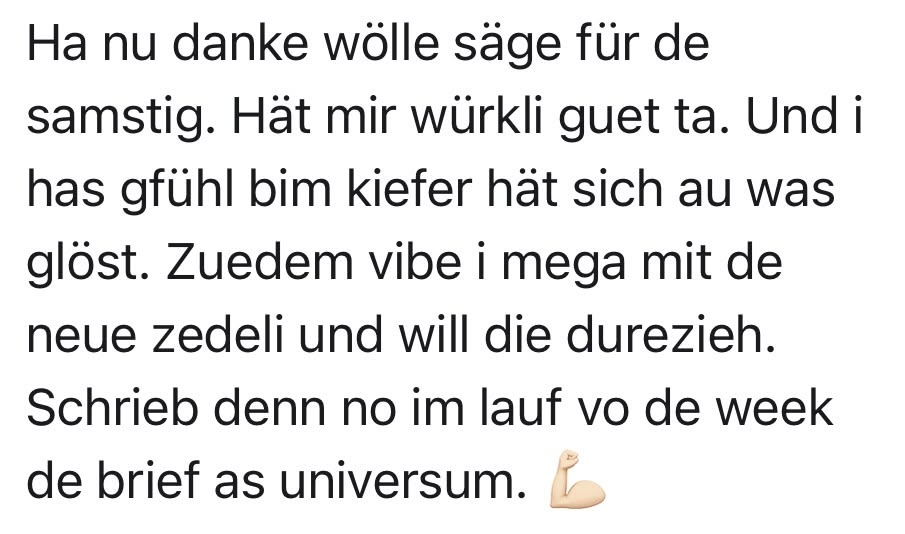 Ha nu danke wölle säge für de
samstig. Hät mir würkli guet ta. Und i
has gfühl bim kiefer hät sich au was
glöst. Zuedem vibe i mega mit de
neue zedeli und will die durezieh.
Schrieb denn no im lauf vo de week
de brief as universum. 💪🏻